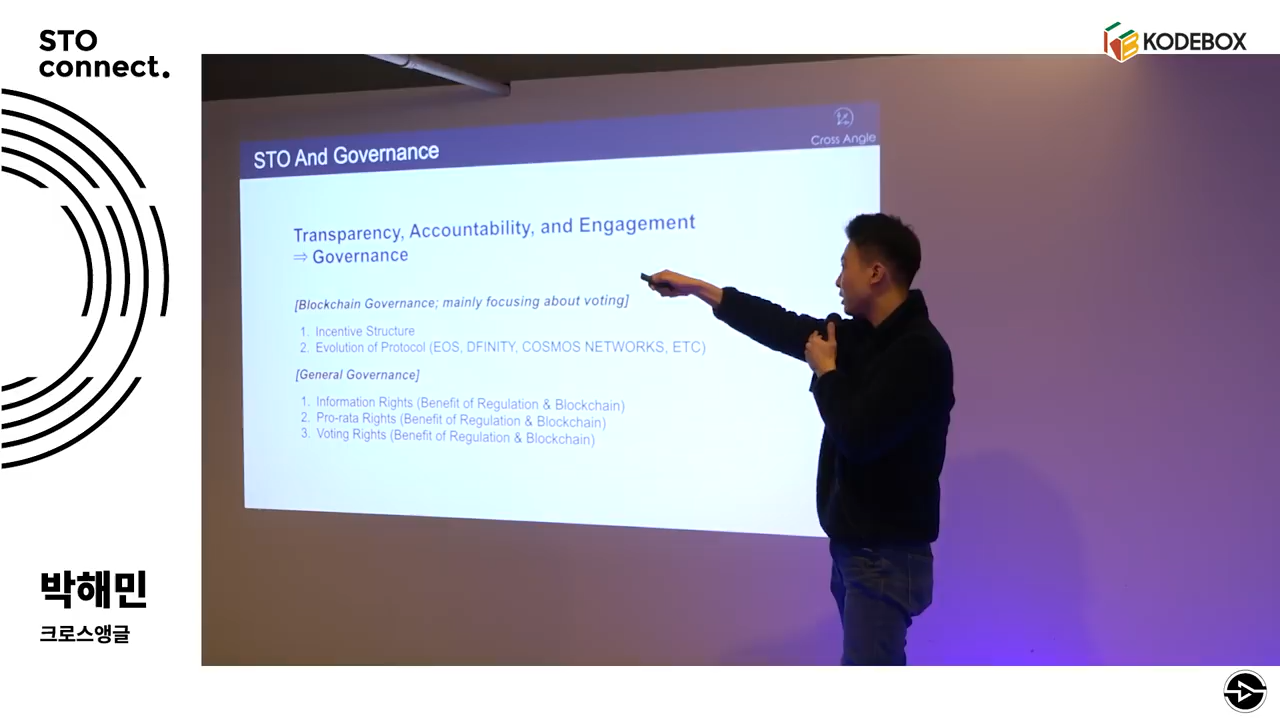 STO
connect.
KODEBOX
STO And Governance
Cross Angle
Transparency, Accountability, and Engagement
⇒ Governance
[Blockchain Governance; mainly focusing about voting]
1. Incentive Structure
2. Evolution of Protocol (EOS, DFINITY, COSMOS NETWORKS, ETC)
[General Governance]
1. Information Rights (Benefit of Regulation & Blockchain)
2. Pro-rata Rights (Benefit of Regulation & Blockchain)
3. Voting Rights (Benefit of Regulation & Blockchain)
박해민
크로스앵글